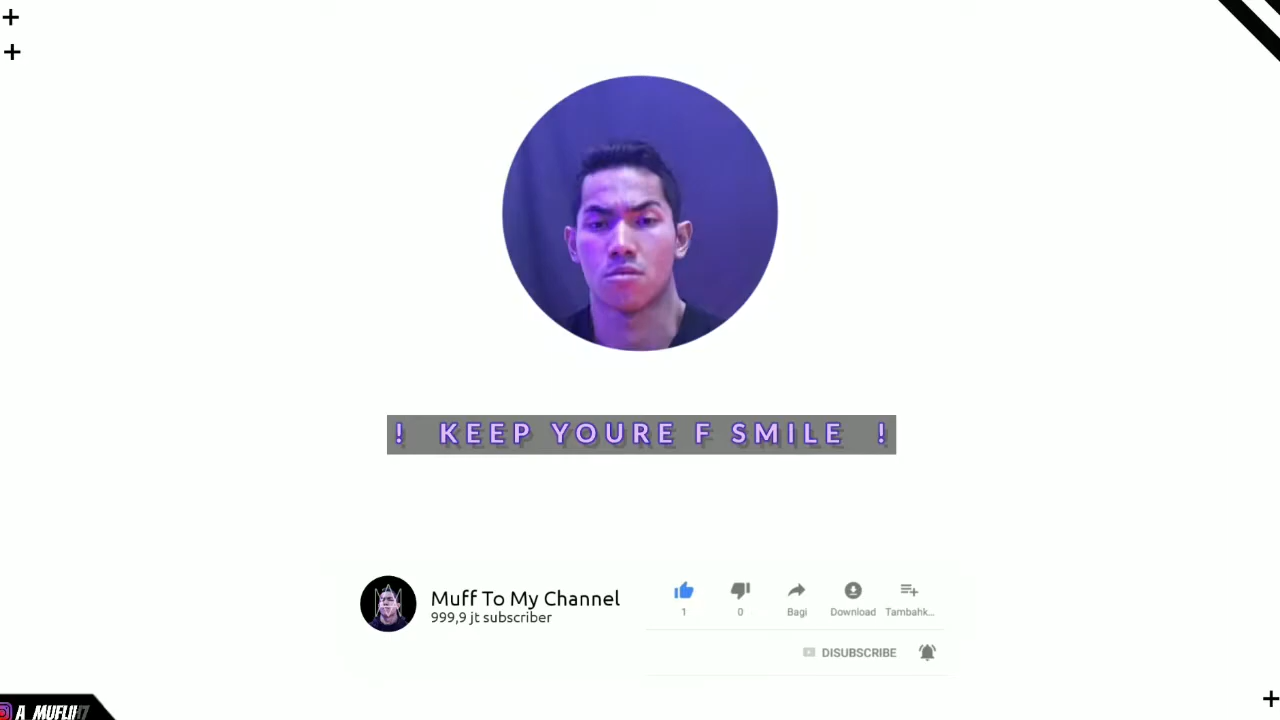 ! KEEP YOURE F SMILE !
Muff To My Channel
999,9 jt subscriber
1
0
Bagi
Download
Tambahk...
DISUBSCRIBE